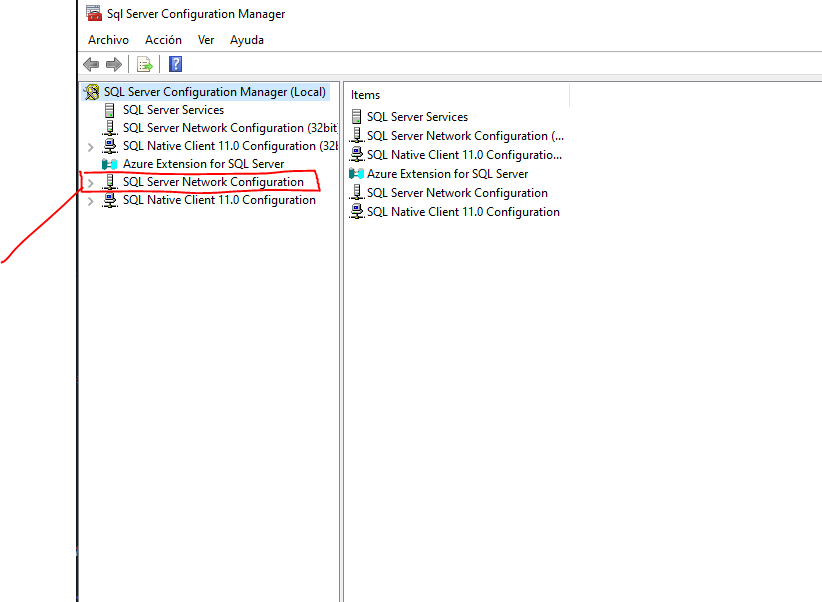 Sql Server Configuration Manager
Archivo Acción Ver Ayuda
SQL Server Configuration Manager (Local)
SQL Server Services
SQL Server Network Configuration (32bit
SQL Native Client 11.0 Configuration (32b
Azure Extension for SQL Server
SQL Server Network Configuration
SQL Native Client 11.0 Configuration
Items
SQL Server Services
SQL Server Network Configuration (...
SQL Native Client 11.0 Configuratio...
Azure Extension for SQL Server
SQL Server Network Configuration
SQL Native Client 11.0 Configuration